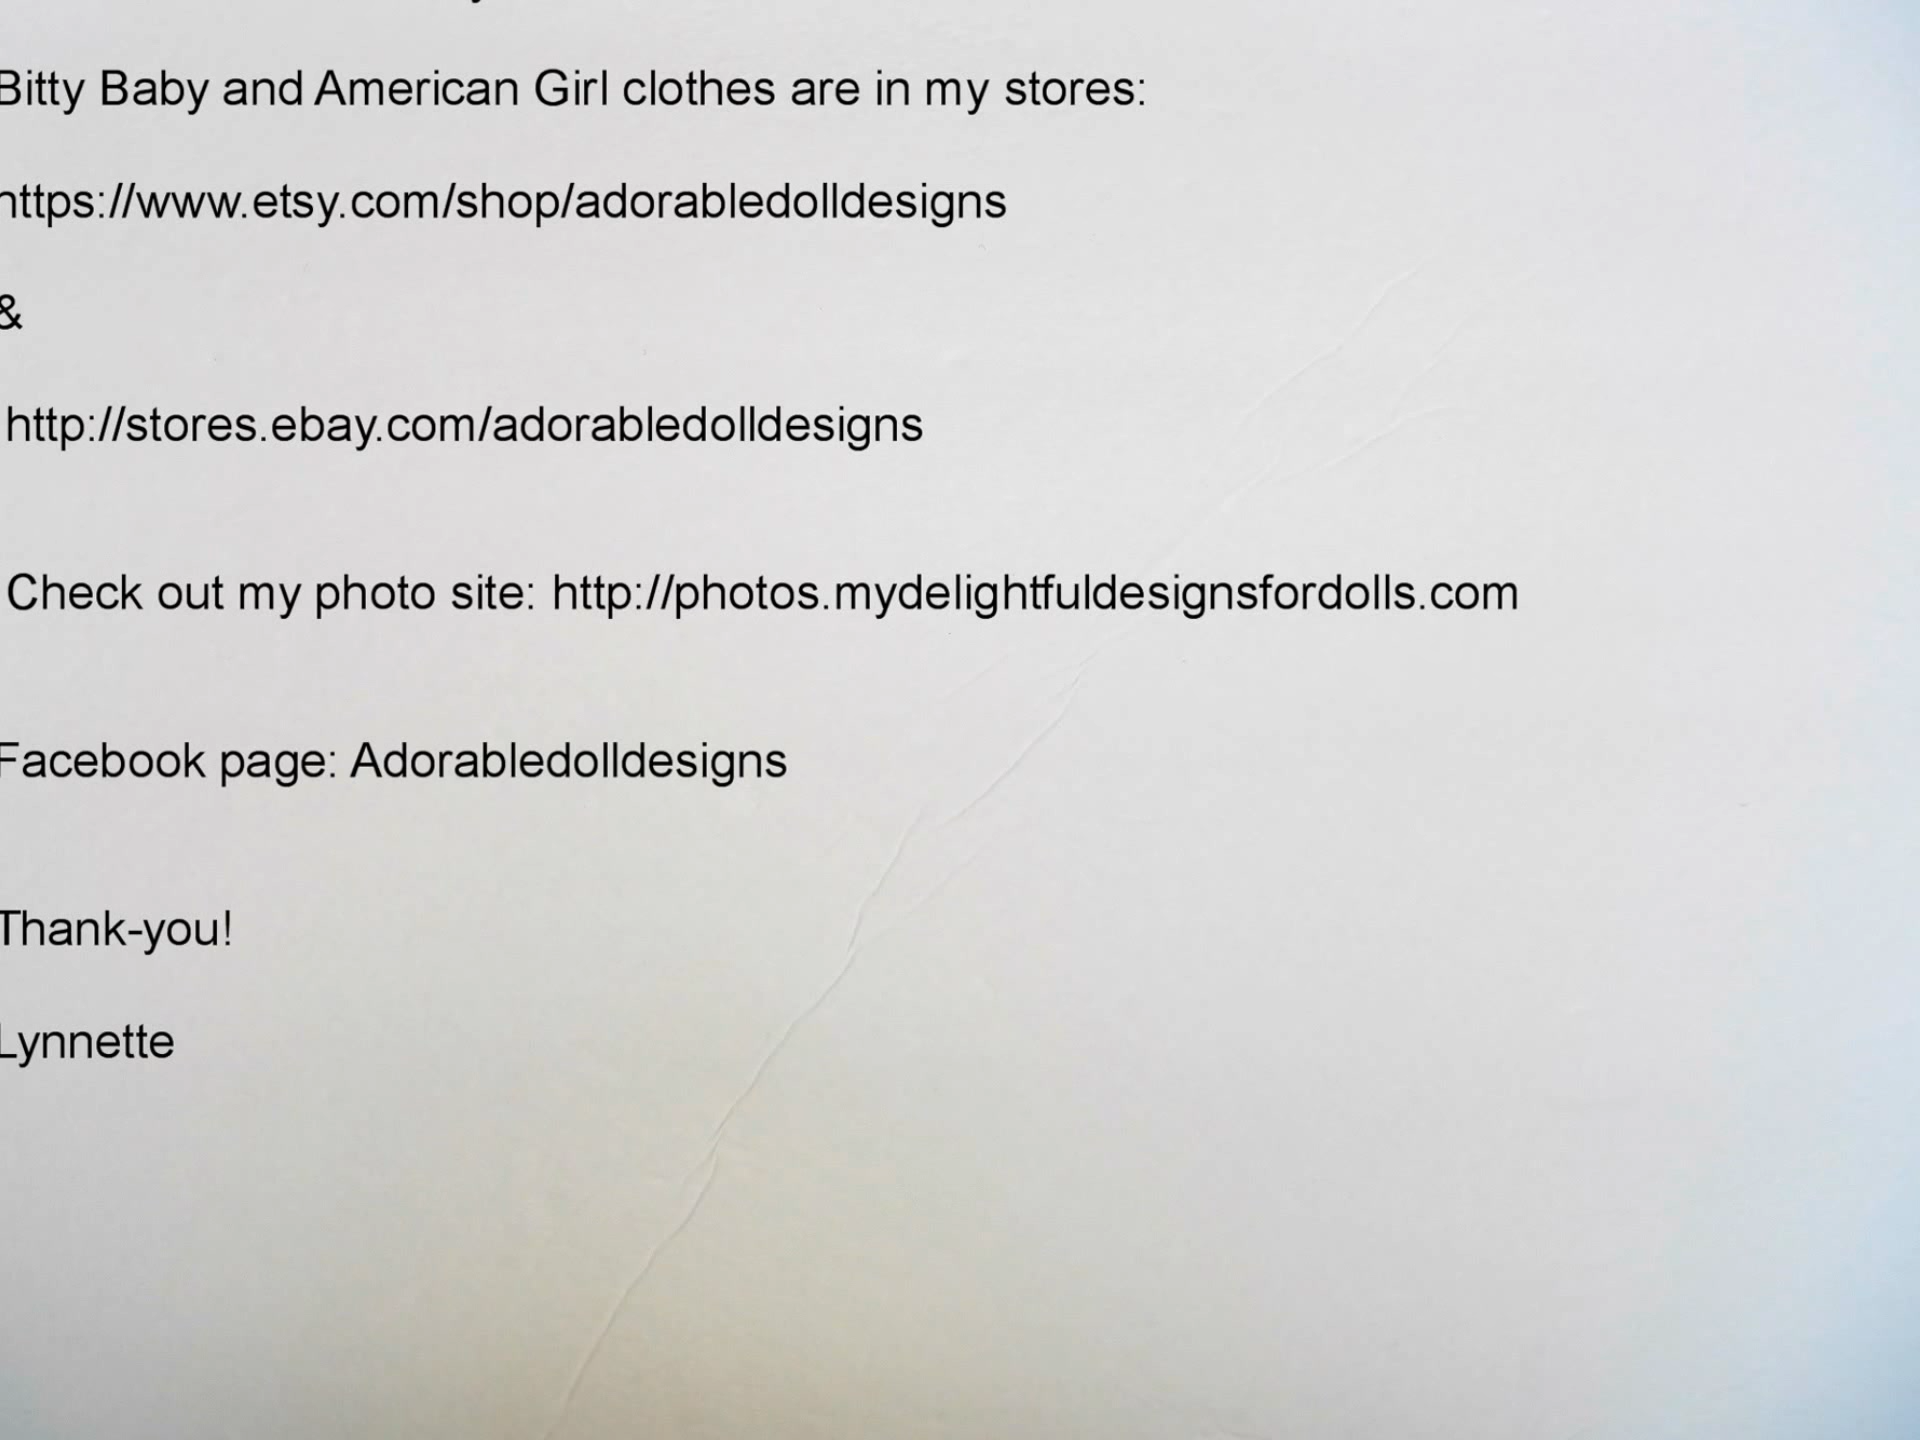 Bitty Baby and American Girl clothes are in my stores:
https://www.etsy.com/shop/adorabledolldesigns
&
http://stores.ebay.com/adorabledolldesigns
Check out my photo site: http://photos.mydelightfuldesignsfordolls.com
Facebook page: Adorabledolldesigns
Thank-you!
Lynnette